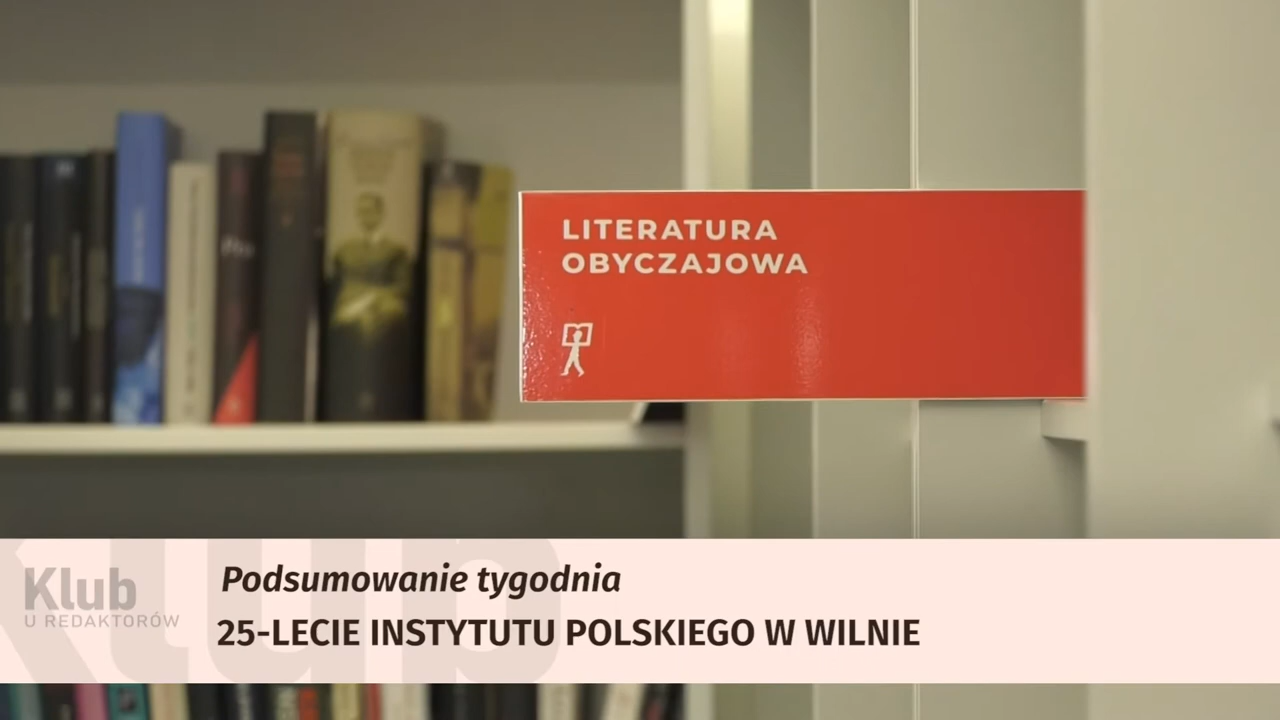 LITERATURA
OBYCZAJOWA
Klub
U REDAKTORÓW
Podsumowanie tygodnia
25-LECIE INSTYTUTU POLSKIEGO W WILNIE